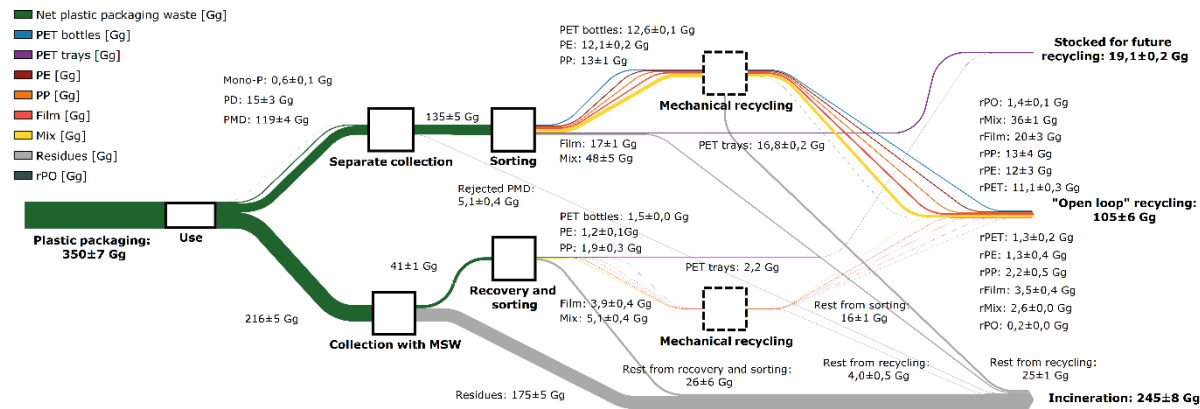 Net plastic packaging waste [Gg]
PET bottles [Gg]
PET trays [Gg]
PE [Gg]
PP [Gg]
Film [Gg]
Mix [Gg]
Residues [Gg]
rPO [Gg]
Plastic packaging:
350±7 Gg
Use
Mono-P: 0,6±0,1 Gg
PD: 15±3 Gg
PMD: 119±4 Gg
Separate collection
135±5 Gg
Sorting
PET bottles: 12,6±0,1 Gg
PE: 12,1±0,2 Gg
PP: 13±1 Gg
Film: 17±1 Gg
Mix: 48±5 Gg
Mechanical recycling
PET trays: 16,8±0,2 Gg
Stocked for future
recycling: 19,1±0,2 Gg
rPO: 1,4±0,1 Gg
rMix: 36±1 Gg
rFilm: 20±3 Gg
rPP: 13±4 Gg
rPE: 12±3 Gg
rPET: 11,1±0,3 Gg
"Open loop" recycling:
105±6 Gg
rPET: 1,3±0,2 Gg
rPE: 1,3±0,4 Gg
rPP: 2,2±0,5 Gg
rFilm: 3,5±0,4 Gg
rMix: 2,6±0,0 Gg
rPO: 0,2±0,0 Gg
Rejected PMD:
5,1±0,4 Gg
216±5 Gg
Collection with MSW
41±1 Gg
Recovery and
sorting
PET bottles: 1,5±0,0 Gg
PE: 1,2±0,1Gg
PP: 1,9±0,3 Gg
Film: 3,9±0,4 Gg
Mix: 5,1±0,4 Gg
PET trays: 2,2 Gg
Mechanical recycling
Rest from sorting:
16±1 Gg
Residues: 175±5 Gg
Rest from recovery and sorting:
26±6 Gg
Rest from recycling:
4,0±0,5 Gg
Rest from recycling:
25±1 Gg
Incineration: 245±8 Gg